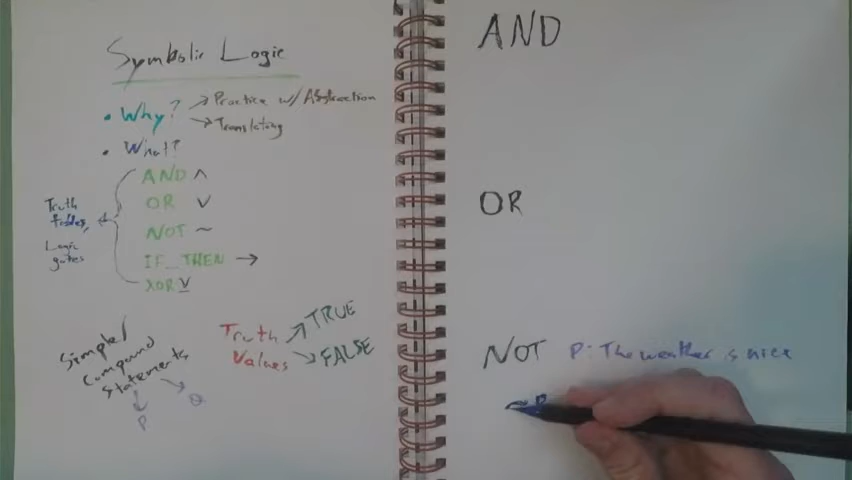 Symbolic Logic
• Why? → Practice w/ Abstraction
→ Translating
• What?
AND ∧
OR ∨
NOT ~
IF_THEN →
XOR ⊻
Truth
tables,
Logic
gates
Simple/
Compound
Statements
P
Q
Truth
Values
TRUE
FALSE
AND
OR
NOT P: The weather is nice
~P